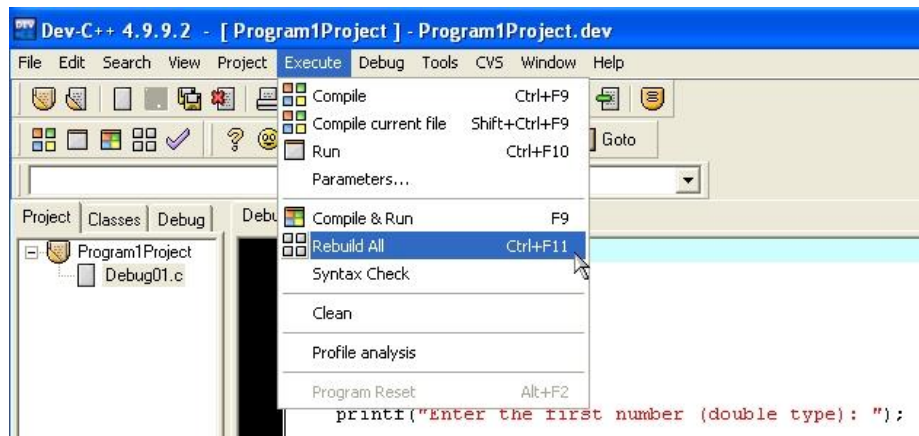 Dev-C++ 4.9.9.2 - [ Program1Project ] - Program1Project.dev
File Edit Search View Project Execute Debug Tools CVS Window Help
Compile Ctrl+F9
Compile current file Shift+Ctrl+F9
Run Ctrl+F10
Goto
Parameters...
Project Classes Debug
Compile & Run F9
Program1Project
Rebuild All Ctrl+F11
Debug01.c
Syntax Check
Clean
Profile analysis
Program Reset Alt+F2
printf("Enter the first number (double type): ");